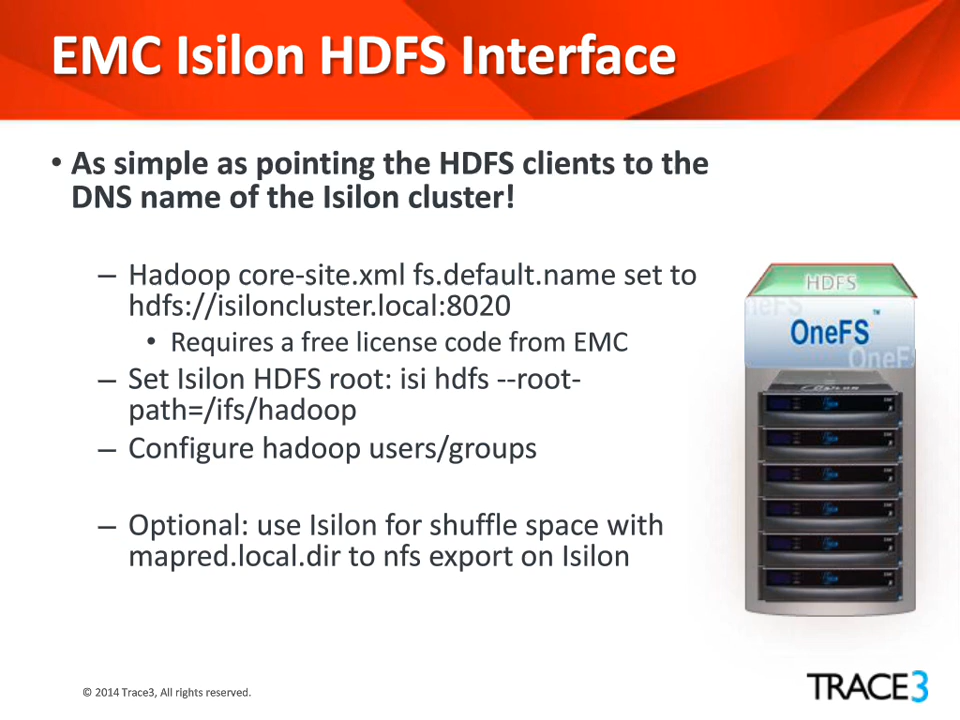 EMC Isilon HDFS Interface
• As simple as pointing the HDFS clients to the
DNS name of the Isilon cluster!
– Hadoop core-site.xml fs.default.name set to
hdfs://isiloncluster.local:8020
• Requires a free license code from EMC
– Set Isilon HDFS root: isi hdfs --root-
path=/ifs/hadoop
– Configure hadoop users/groups
– Optional: use Isilon for shuffle space with
mapred.local.dir to nfs export on Isilon
HDFS
OneFS™
© 2014 Trace3, All rights reserved.
TRACE3